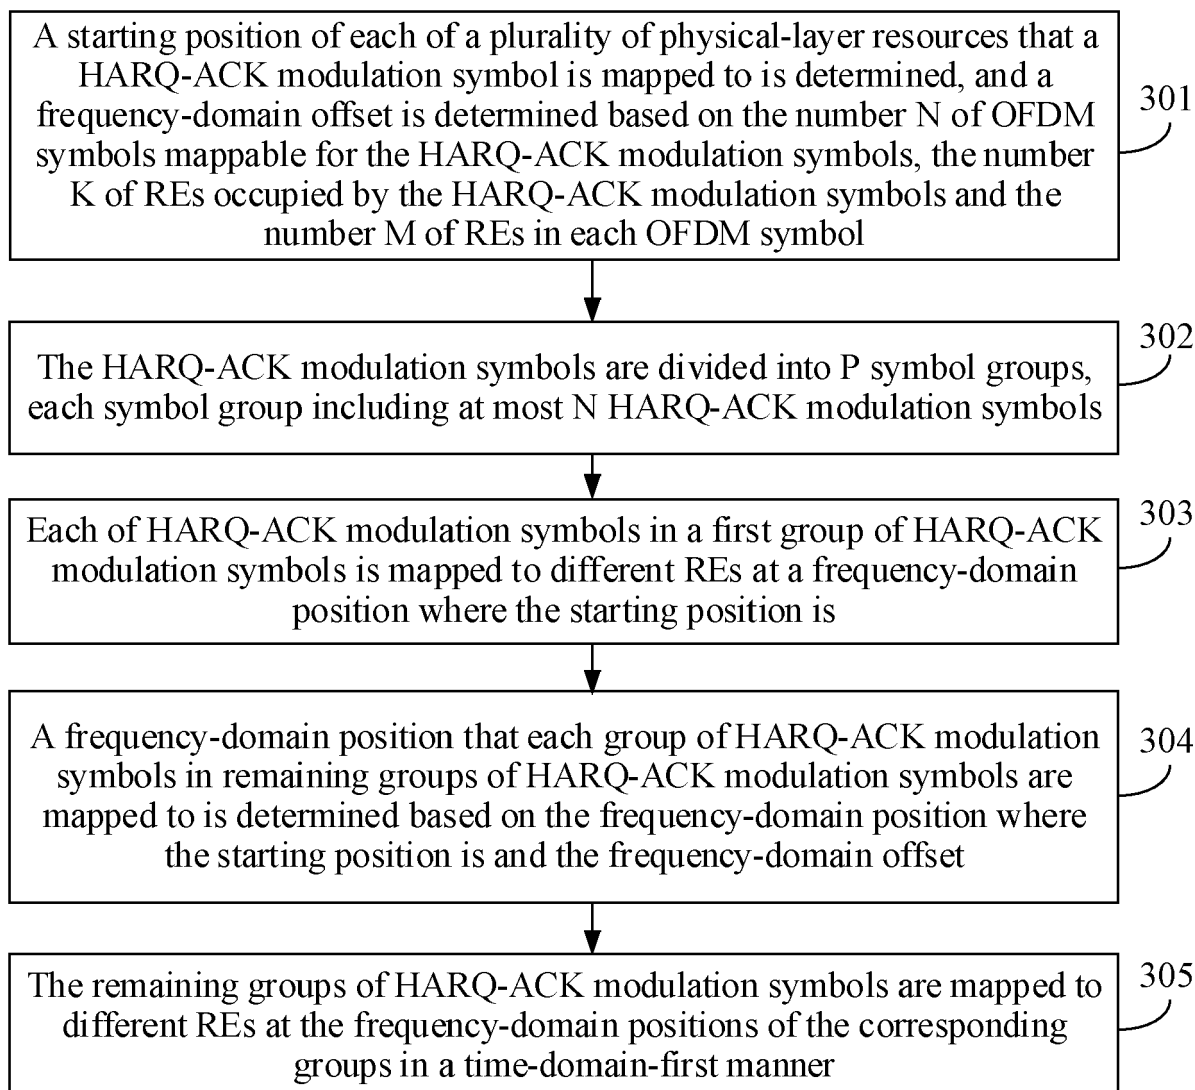 A starting position of each of a plurality of physical-layer resources that a
HARQ-ACK modulation symbol is mapped to is determined, and a
frequency-domain offset is determined based on the number N of OFDM
symbols mappable for the HARQ-ACK modulation symbols, the number
K of REs occupied by the HARQ-ACK modulation symbols and the
number M of REs in each OFDM symbol
301
The HARQ-ACK modulation symbols are divided into P symbol groups,
each symbol group including at most N HARQ-ACK modulation symbols
302
Each of HARQ-ACK modulation symbols in a first group of HARQ-ACK
modulation symbols is mapped to different REs at a frequency-domain
position where the starting position is
303
A frequency-domain position that each group of HARQ-ACK modulation
symbols in remaining groups of HARQ-ACK modulation symbols are
mapped to is determined based on the frequency-domain position where
the starting position is and the frequency-domain offset
304
The remaining groups of HARQ-ACK modulation symbols are mapped to
different REs at the frequency-domain positions of the corresponding
groups in a time-domain-first manner
305